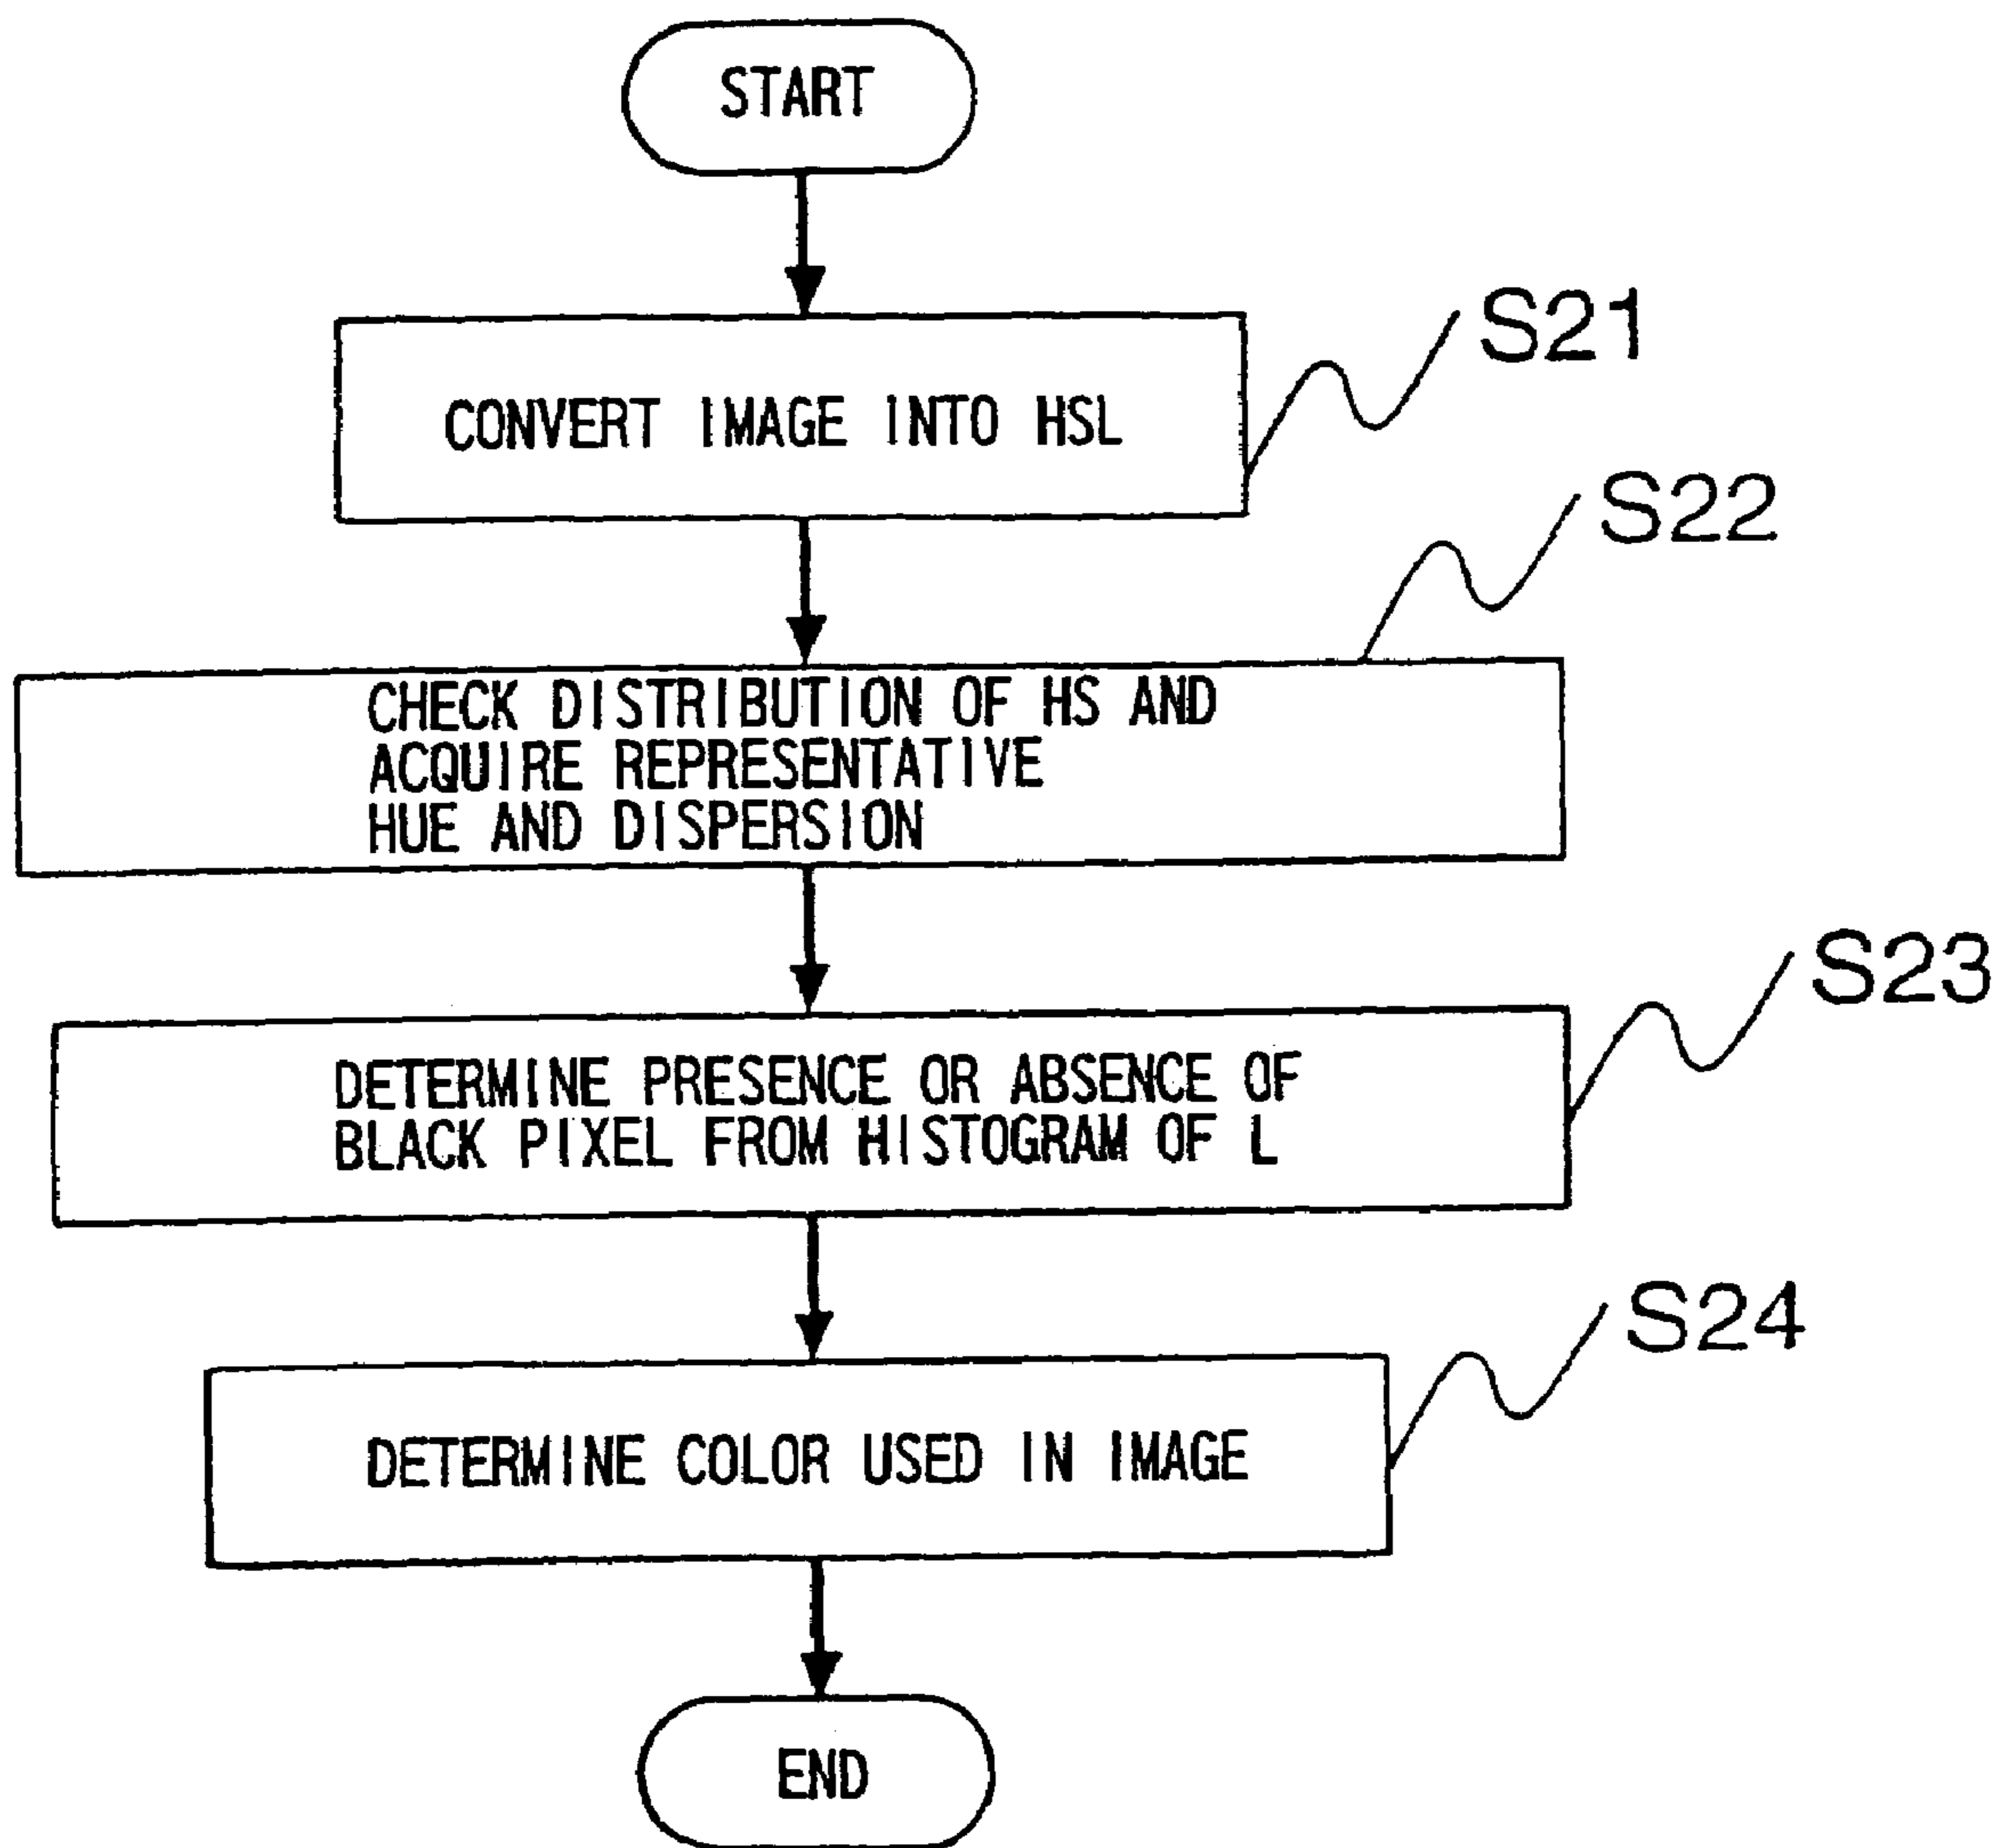 START
CONVERT IMAGE INTO HSL
S21
S22
CHECK DISTRIBUTION OF HS AND
ACQUIRE REPRESENTATIVE
HUE AND DISPERSION
S23
DETERMINE PRESENCE OR ABSENCE OF
BLACK PIXEL FROM HISTOGRAM OF L
S24
DETERMINE COLOR USED IN IMAGE
END